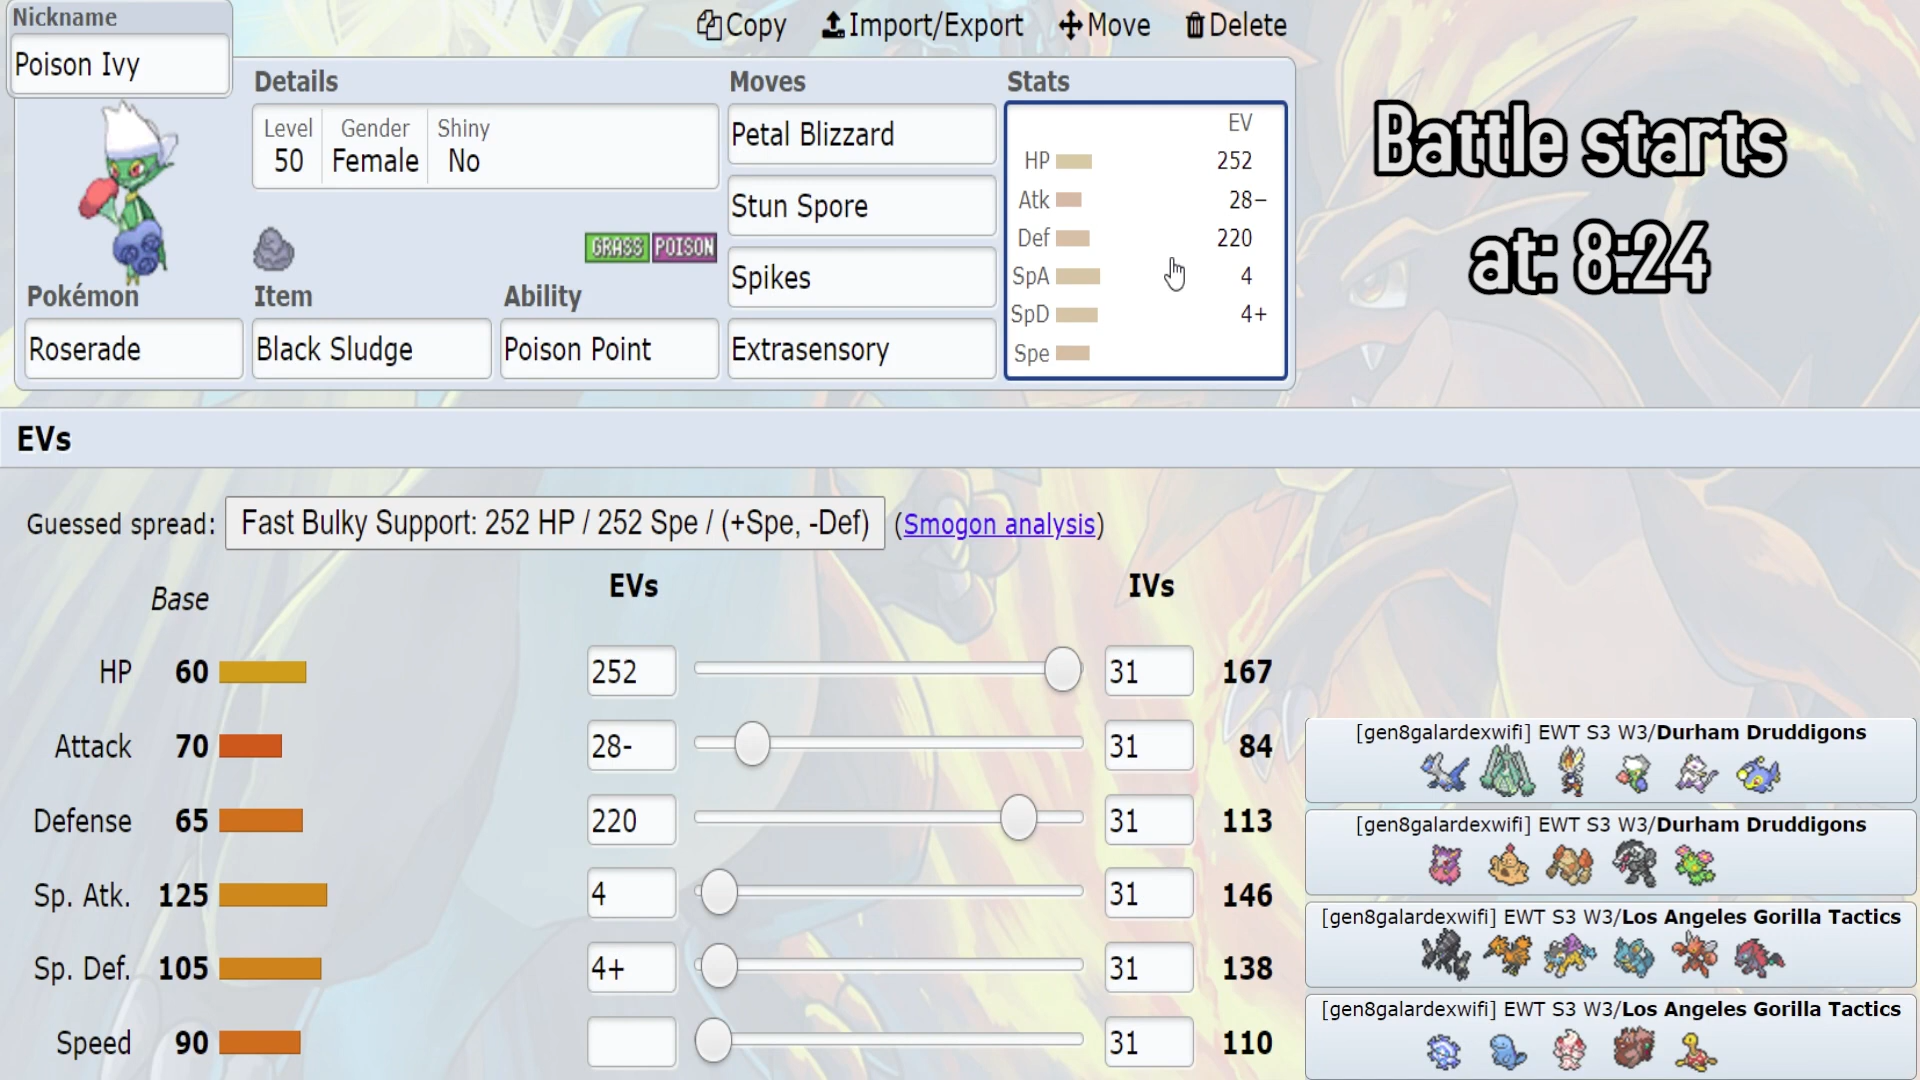 Nickname
Poison Ivy
Copy Import/Export Move Delete
Details
Level Gender Shiny
50 Female No
GRASS POISON
Pokémon Item Ability
Roserade Black Sludge Poison Point
Moves
Petal Blizzard
Stun Spore
Spikes
Extrasensory
Stats
EV
HP 252
Atk 28−
Def 220
SpA 4
SpD 4+
Spe
Battle starts
at: 8:24
EVs
Guessed spread: Fast Bulky Support: 252 HP / 252 Spe / (+Spe, -Def) (Smogon analysis)
Base EVs IVs
HP 60 252 31 167
Attack 70 28- 31 84
Defense 65 220 31 113
Sp. Atk. 125 4 31 146
Sp. Def. 105 4+ 31 138
Speed 90 31 110
[gen8galardexwifi] EWT S3 W3/Durham Druddigons
[gen8galardexwifi] EWT S3 W3/Durham Druddigons
[gen8galardexwifi] EWT S3 W3/Los Angeles Gorilla Tactics
[gen8galardexwifi] EWT S3 W3/Los Angeles Gorilla Tactics